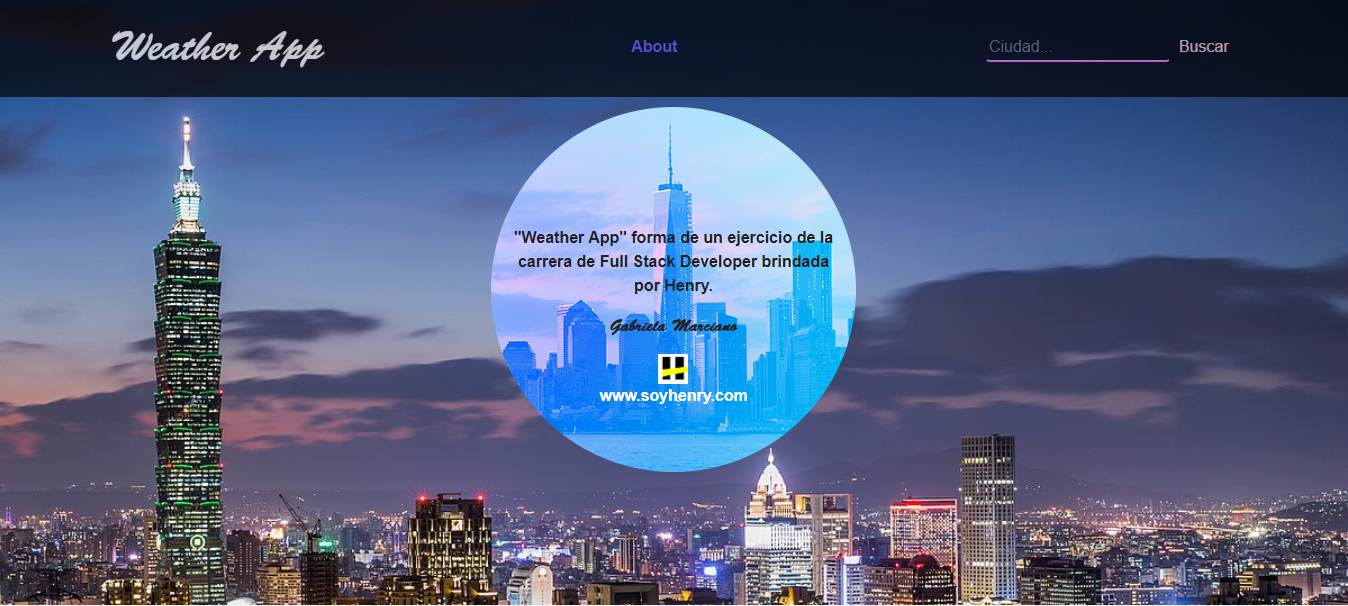 Weather App
About
Ciudad...
Buscar
"Weather App" forma de un ejercicio de la
carrera de Full Stack Developer brindada
por Henry.
Gabriela Marciano
H
www.soyhenry.com